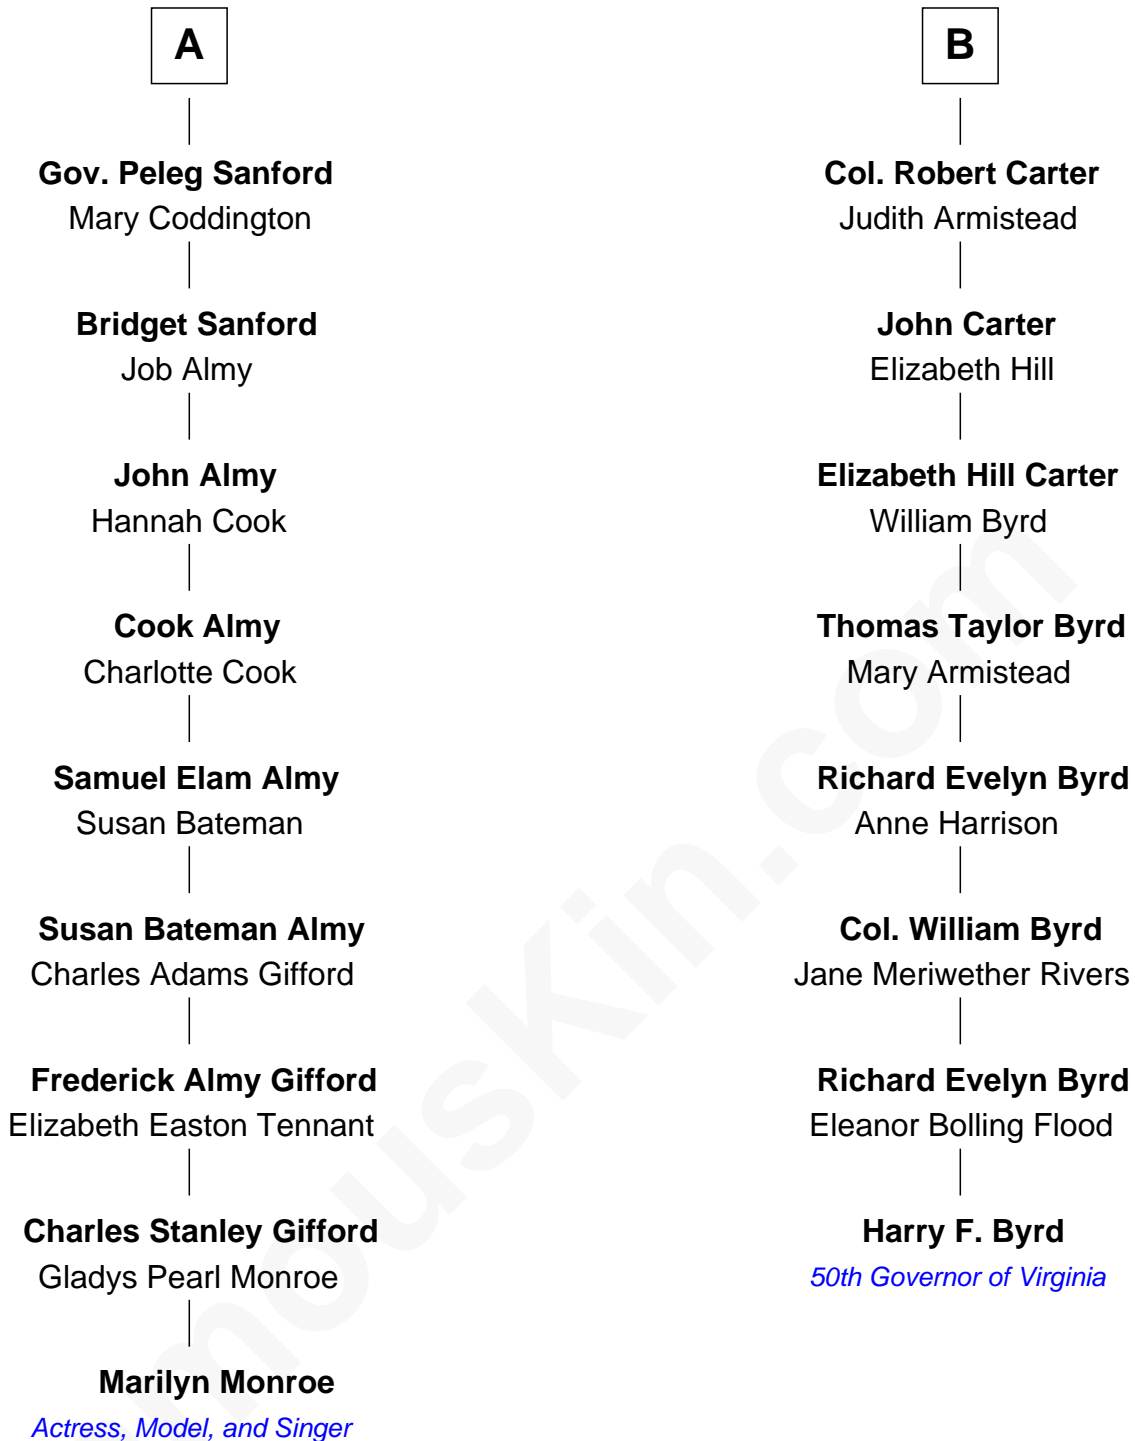 A
Gov. Peleg Sanford
Mary Coddington
Bridget Sanford
Job Almy
John Almy
Hannah Cook
Cook Almy
Charlotte Cook
Samuel Elam Almy
Susan Bateman
Susan Bateman Almy
Charles Adams Gifford
Frederick Almy Gifford
Elizabeth Easton Tennant
Charles Stanley Gifford
Gladys Pearl Monroe
Marilyn Monroe
Actress, Model, and Singer
B
Col. Robert Carter
Judith Armistead
John Carter
Elizabeth Hill
Elizabeth Hill Carter
William Byrd
Thomas Taylor Byrd
Mary Armistead
Richard Evelyn Byrd
Anne Harrison
Col. William Byrd
Jane Meriwether Rivers
Richard Evelyn Byrd
Eleanor Bolling Flood
Harry F. Byrd
50th Governor of Virginia
mousKin.com